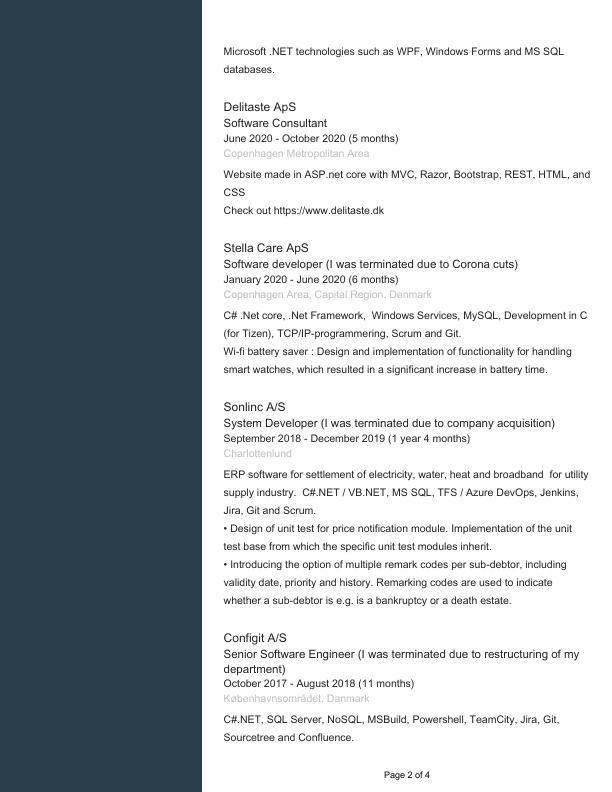 Microsoft .NET technologies such as WPF, Windows Forms and MS SQL
databases.
Delitaste ApS
Software Consultant
June 2020 - October 2020 (5 months)
Copenhagen Metropolitan Area
Website made in ASP.net core with MVC, Razor, Bootstrap, REST, HTML, and
CSS
Check out https://www.delitaste.dk
Stella Care ApS
Software developer (I was terminated due to Corona cuts)
January 2020 - June 2020 (6 months)
Copenhagen Area, Capital Region, Denmark
C# .Net core, .Net Framework,  Windows Services, MySQL, Development in C
(for Tizen), TCP/IP-programmering, Scrum and Git.
Wi-fi battery saver : Design and implementation of functionality for handling
smart watches, which resulted in a significant increase in battery time.
Sonlinc A/S
System Developer (I was terminated due to company acquisition)
September 2018 - December 2019 (1 year 4 months)
Charlottenlund
ERP software for settlement of electricity, water, heat and broadband  for utility
supply industry.  C#.NET / VB.NET, MS SQL, TFS / Azure DevOps, Jenkins,
Jira, Git and Scrum.
• Design of unit test for price notification module. Implementation of the unit
test base from which the specific unit test modules inherit.
• Introducing the option of multiple remark codes per sub-debtor, including
validity date, priority and history. Remarking codes are used to indicate
whether a sub-debtor is e.g. is a bankruptcy or a death estate.
Configit A/S
Senior Software Engineer (I was terminated due to restructuring of my
department)
October 2017 - August 2018 (11 months)
Københavnsområdet, Danmark
C#.NET, SQL Server, NoSQL, MSBuild, Powershell, TeamCity, Jira, Git,
Sourcetree and Confluence.
Page 2 of 4